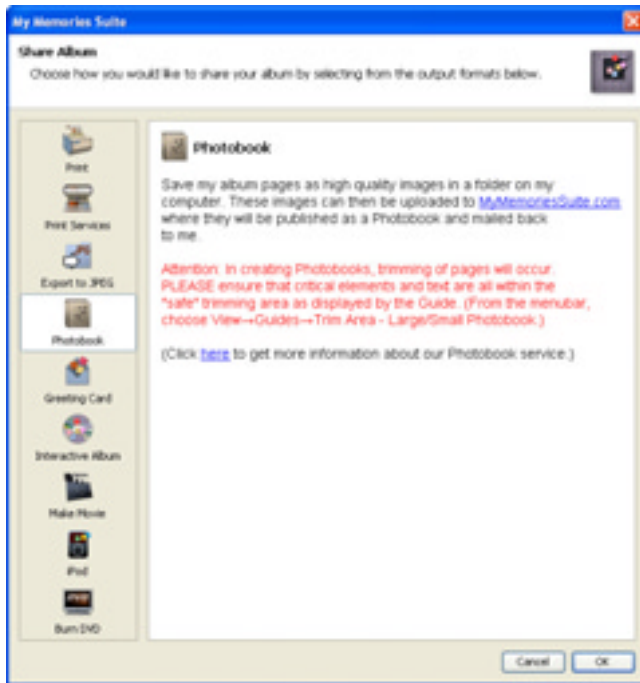 My Memories Suite
Share Album
Choose how you would like to share your album by selecting from the output formats below.
Print
Print Services
Export to JPEG
Photobook
Greeting Card
Interactive Album
Make Movie
iPod
Burn DVD
Photobook
Save my album pages as high quality images in a folder on my
computer. These images can then be uploaded to MyMemoriesSuite.com
where they will be published as a Photobook and mailed back
to me.
Attention: In creating Photobooks, trimming of pages will occur.
PLEASE ensure that critical elements and text are all within the
"safe" trimming area as displayed by the Guide. (From the menubar,
choose View→Guides→Trim Area - Large/Small Photobook.)
(Click here to get more information about our Photobook service.)
Cancel
OK